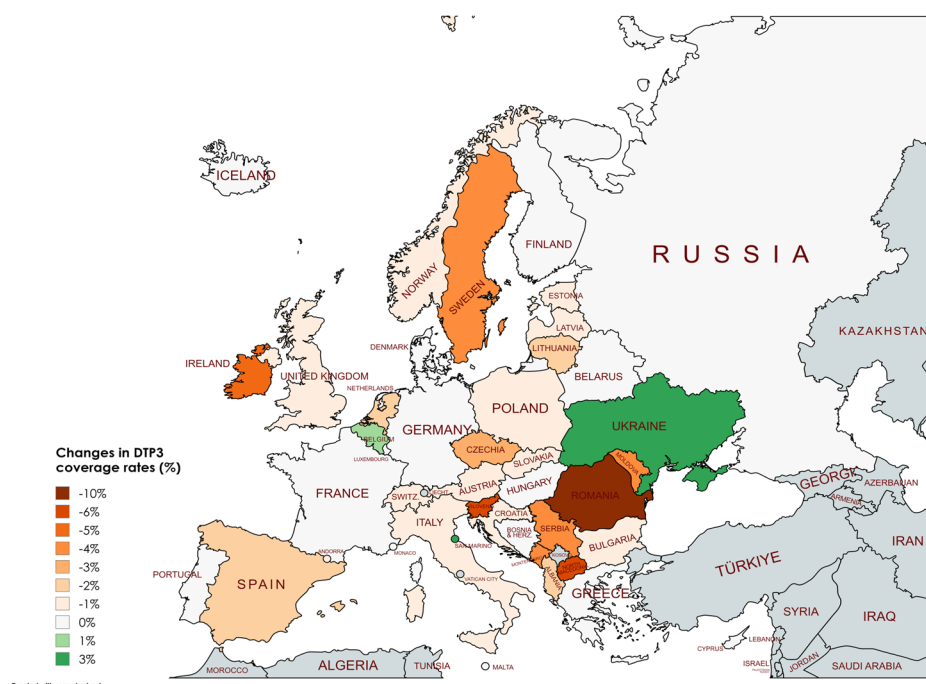 ICELAND
RUSSIA
FINLAND
NORWAY
SWEDEN
ESTONIA
LATVIA
LITHUANIA
KAZAKHSTAN
DENMARK
IRELAND
UNITED KINGDOM
NETHERLANDS
BELARUS
POLAND
GERMANY
BELGIUM
UKRAINE
LUXEMBOURG
CZECHIA
SLOVAKIA
MOLDOVA
Changes in DTP3
coverage rates (%)
-10%
-6%
-5%
-4%
-3%
-2%
-1%
0%
1%
3%
FRANCE
SWITZ.
AUSTRIA
HUNGARY
ROMANIA
GEORGIA
AZERBAIJAN
ARMENIA
ITALY
CROATIA
BOSNIA
& HERZ.
SERBIA
BULGARIA
SAN MARINO
ANDORRA
MONACO
KOSOVO
IRAN
PORTUGAL
SPAIN
VATICAN CITY
ALBANIA
GREECE
TÜRKIYE
SYRIA
IRAQ
CYPRUS
LEBANON
ISRAEL
JORDAN
SAUDI ARABIA
MOROCCO
ALGERIA
TUNISIA
MALTA